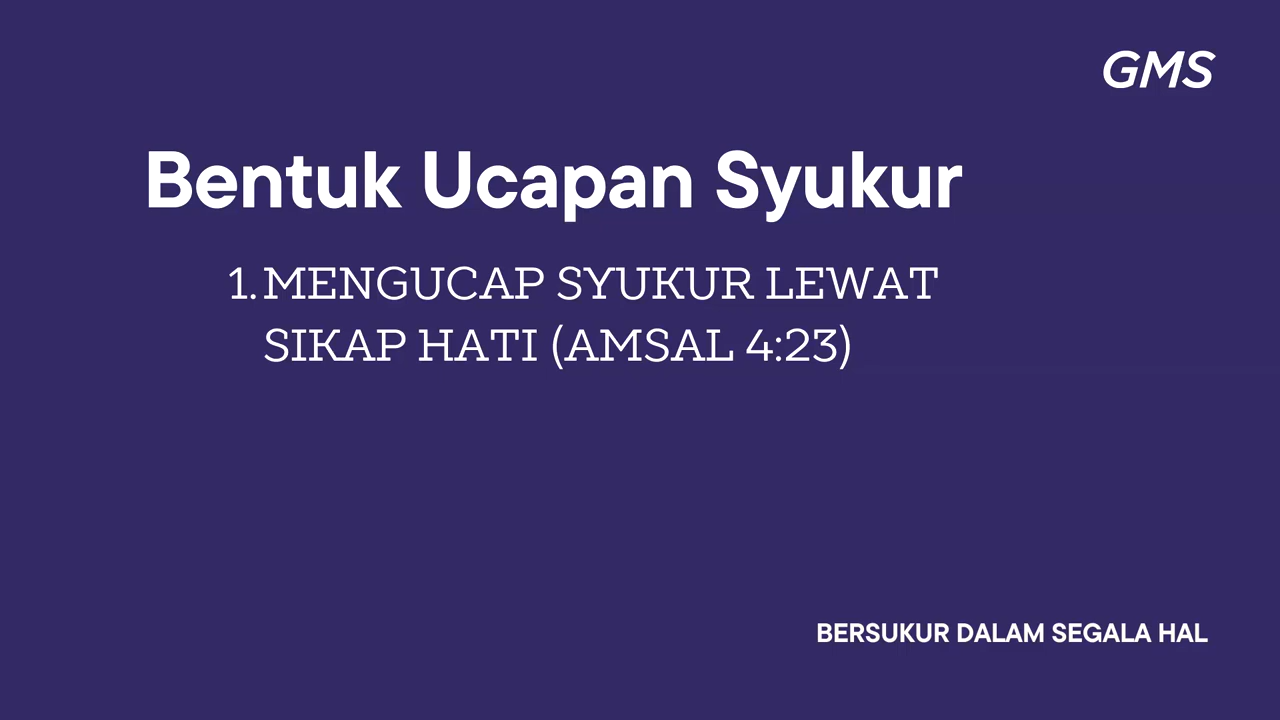 GMS
Bentuk Ucapan Syukur
1. MENGUCAP SYUKUR LEWAT
SIKAP HATI (AMSAL 4:23)
BERSUKUR DALAM SEGALA HAL